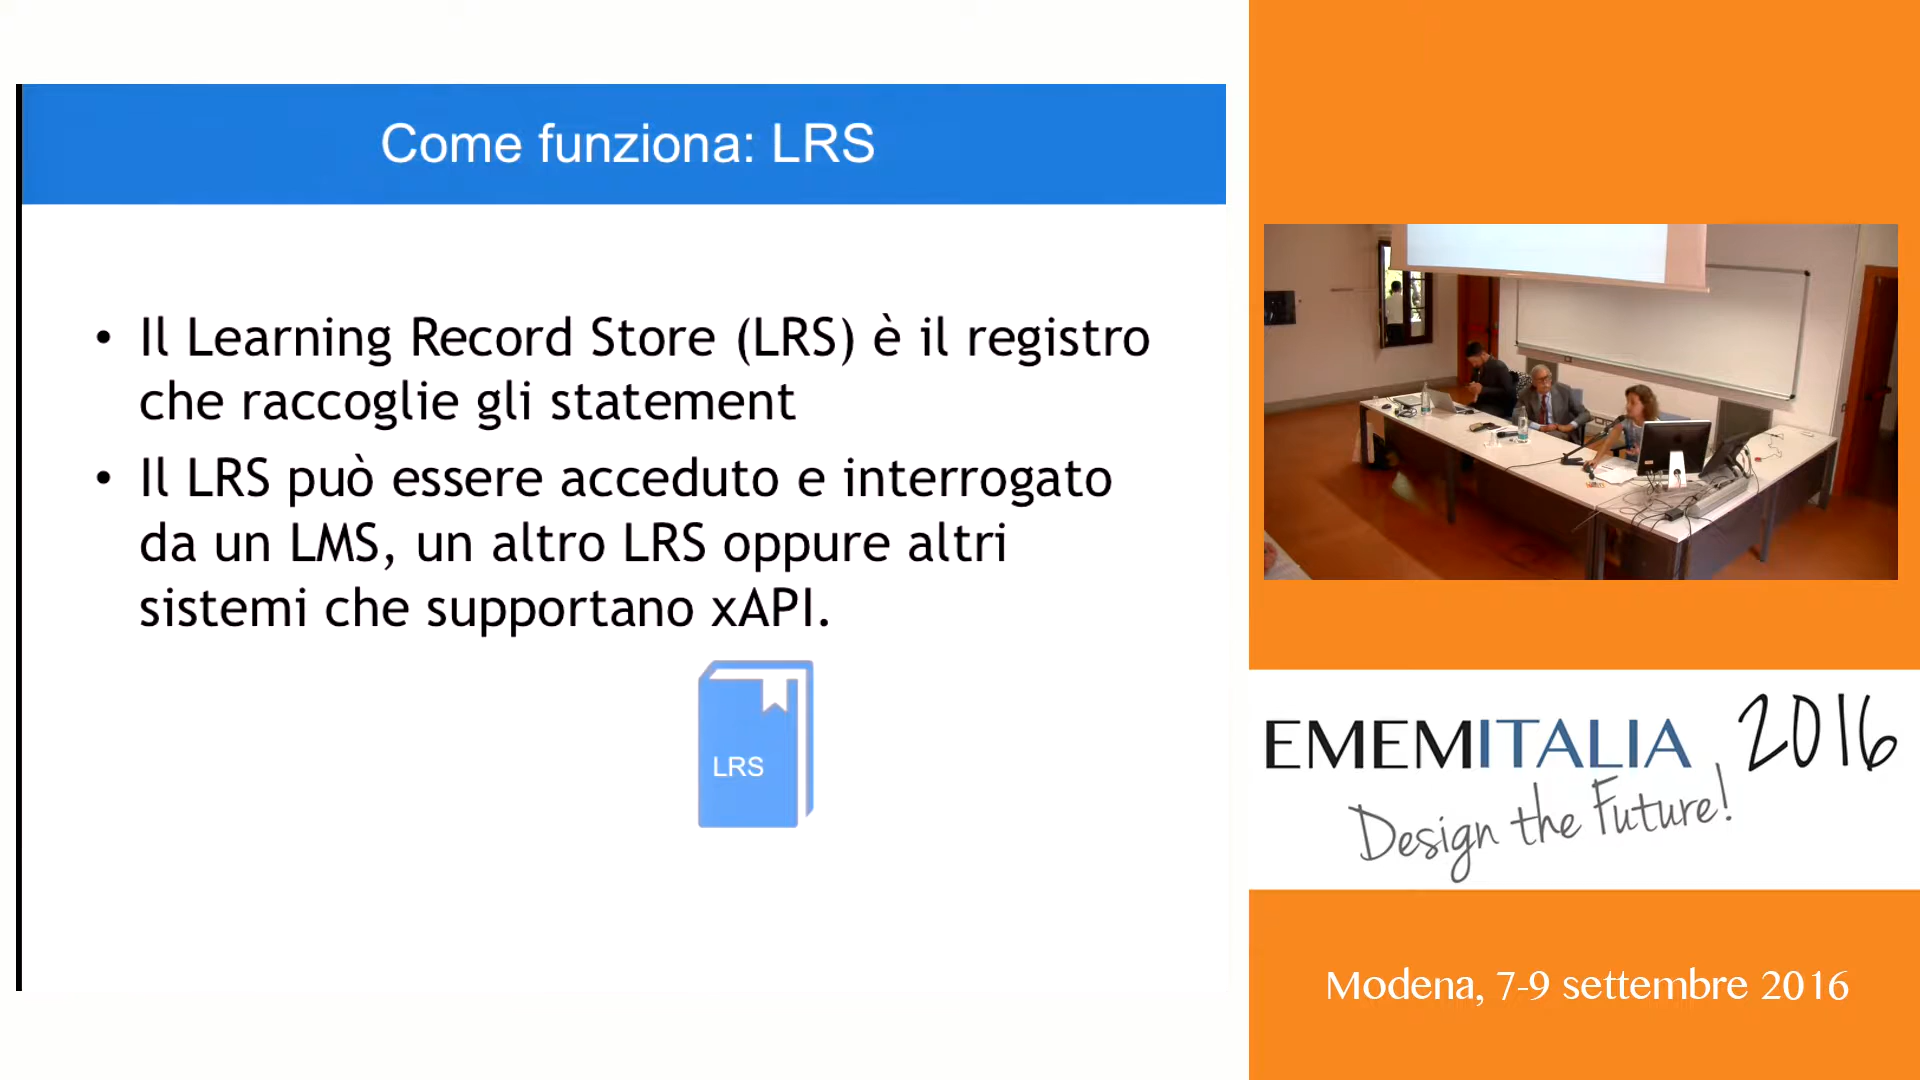 Come funziona: LRS
• Il Learning Record Store (LRS) è il registro
che raccoglie gli statement
• Il LRS può essere acceduto e interrogato
da un LMS, un altro LRS oppure altri
sistemi che supportano xAPI.
LRS
EMEMITALIA 2016
Design the Future!
Modena, 7-9 settembre 2016